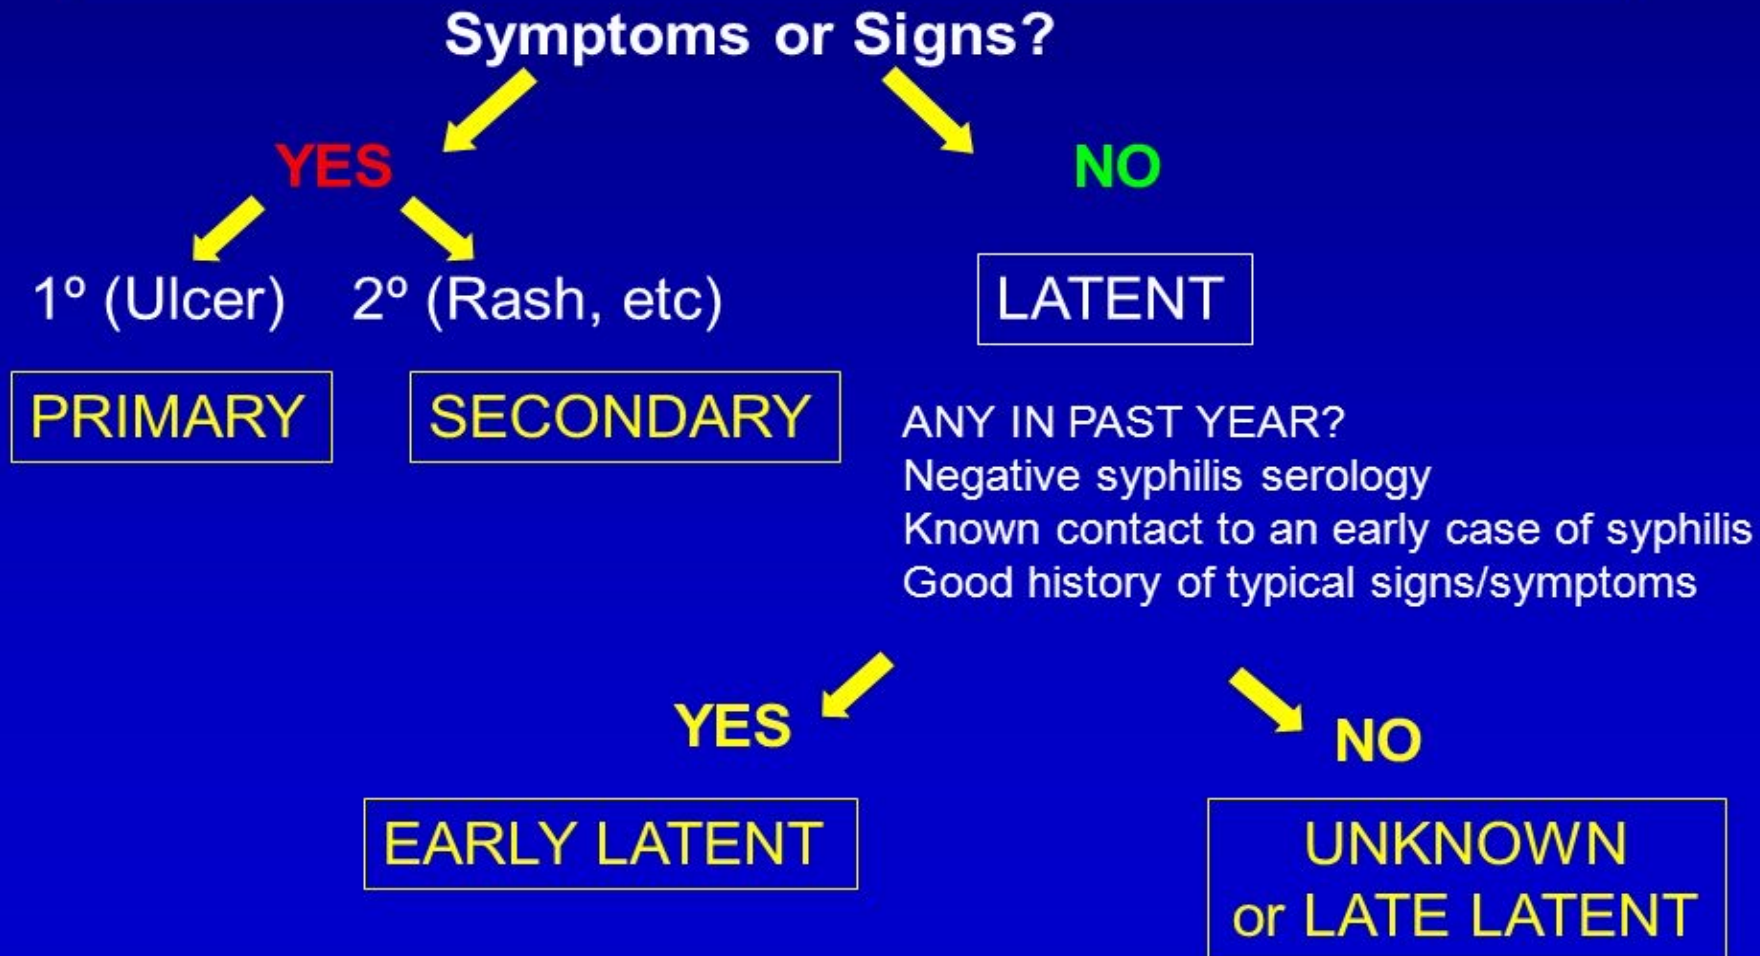 Symptoms or Signs?
YES
NO
1º (Ulcer)
2º (Rash, etc)
LATENT
PRIMARY
SECONDARY
ANY IN PAST YEAR?
Negative syphilis serology
Known contact to an early case of syphilis
Good history of typical signs/symptoms
YES
NO
EARLY LATENT
UNKNOWN
or LATE LATENT